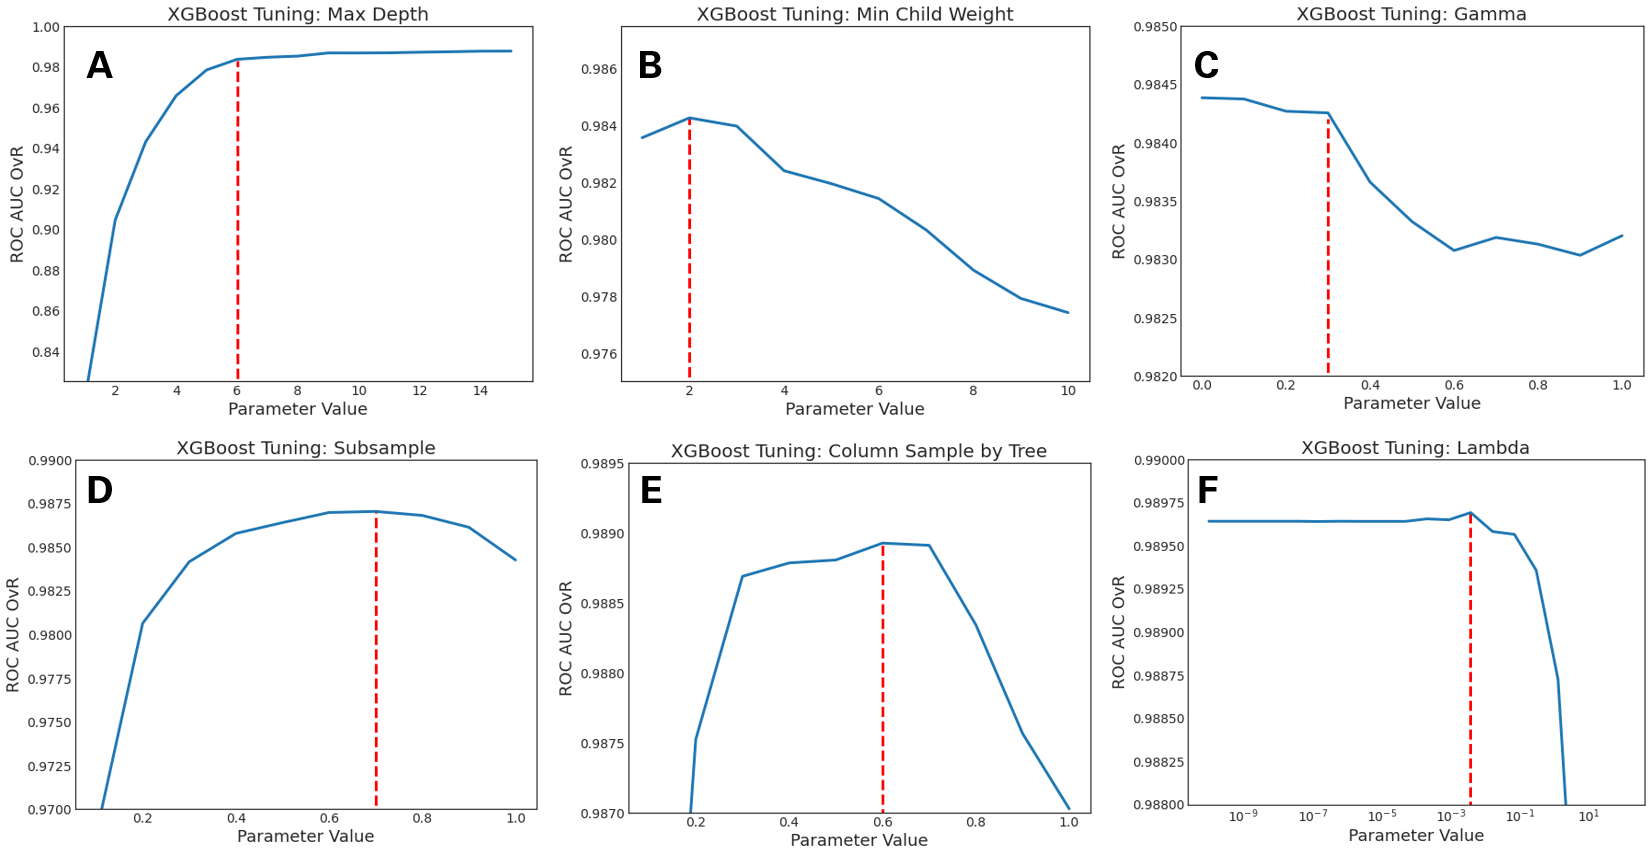 XGBoost Tuning: Max Depth
A
ROC AUC OvR
1.00
0.98
0.96
0.94
0.92
0.90
0.88
0.86
0.84
2 4 6 8 10 12 14
Parameter Value
XGBoost Tuning: Min Child Weight
B
ROC AUC OvR
0.986
0.984
0.982
0.980
0.978
0.976
2 4 6 8 10
Parameter Value
XGBoost Tuning: Gamma
C
ROC AUC OvR
0.9850
0.9845
0.9840
0.9835
0.9830
0.9825
0.9820
0.0 0.2 0.4 0.6 0.8 1.0
Parameter Value
XGBoost Tuning: Subsample
D
ROC AUC OvR
0.9900
0.9875
0.9850
0.9825
0.9800
0.9775
0.9750
0.9725
0.9700
0.2 0.4 0.6 0.8 1.0
Parameter Value
XGBoost Tuning: Column Sample by Tree
E
ROC AUC OvR
0.9895
0.9890
0.9885
0.9880
0.9875
0.9870
0.2 0.4 0.6 0.8 1.0
Parameter Value
XGBoost Tuning: Lambda
F
ROC AUC OvR
0.99000
0.98975
0.98950
0.98925
0.98900
0.98875
0.98850
0.98825
0.98800
10⁻⁹ 10⁻⁷ 10⁻⁵ 10⁻³ 10⁻¹ 10¹
Parameter Value